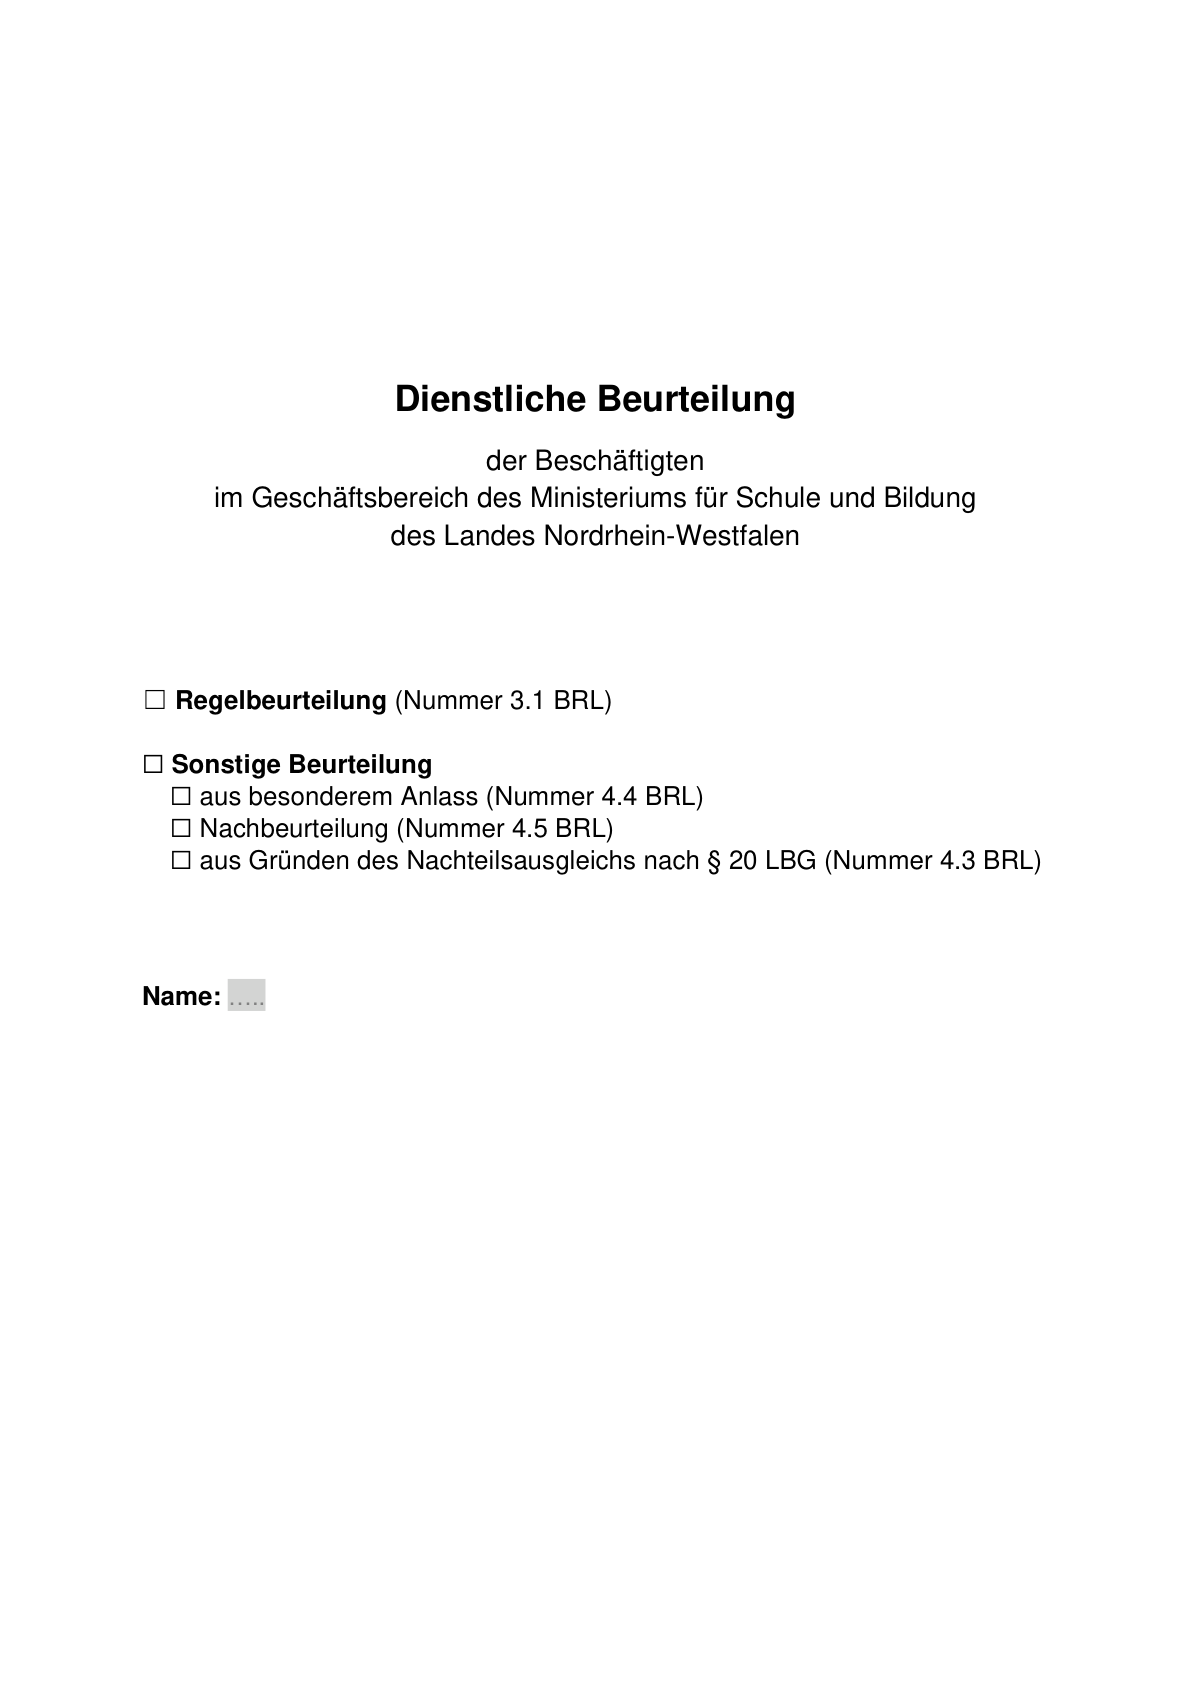 Dienstliche Beurteilung
der Beschäftigten
im Geschäftsbereich des Ministeriums für Schule und Bildung
des Landes Nordrhein-Westfalen
☐ Regelbeurteilung (Nummer 3.1 BRL)
☐ Sonstige Beurteilung
☐ aus besonderem Anlass (Nummer 4.4 BRL)
☐ Nachbeurteilung (Nummer 4.5 BRL)
☐ aus Gründen des Nachteilsausgleichs nach § 20 LBG (Nummer 4.3 BRL)
Name: .....